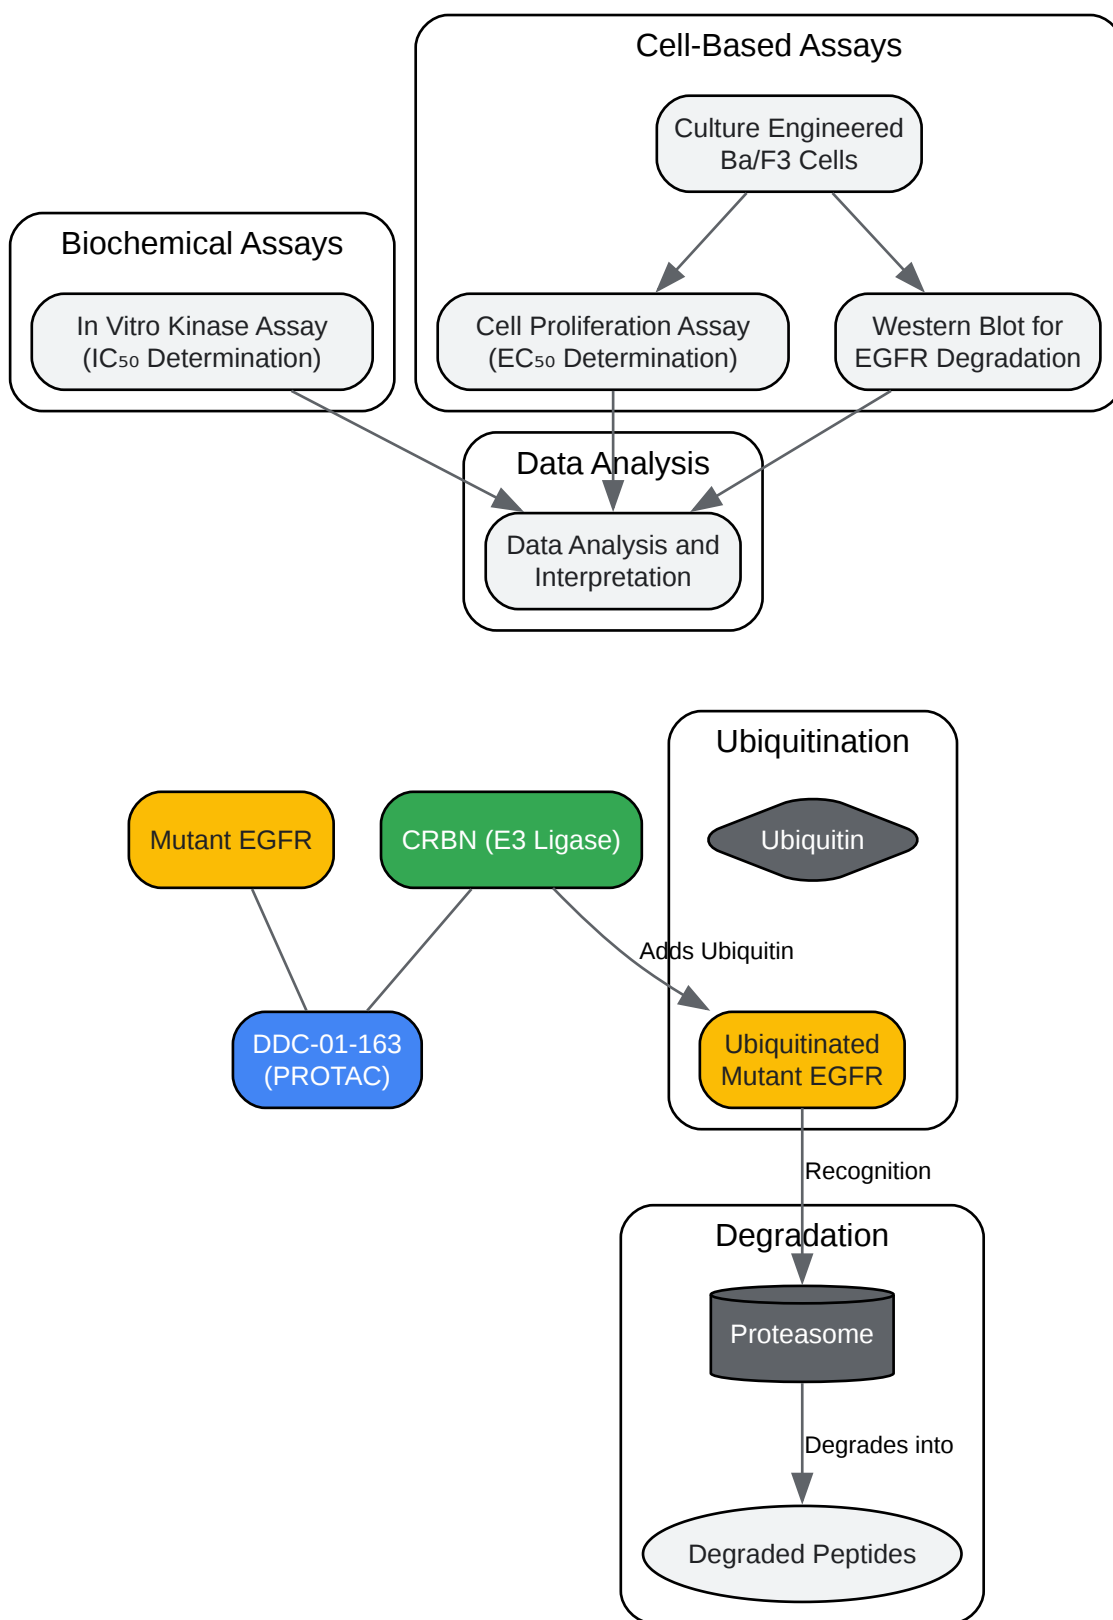 Cell-Based Assays
Culture Engineered
Ba/F3 Cells
Biochemical Assays
In Vitro Kinase Assay
(IC₅₀ Determination)
Cell Proliferation Assay
(EC₅₀ Determination)
Western Blot for
EGFR Degradation
Data Analysis
Data Analysis and
Interpretation
Ubiquitination
Mutant EGFR
CRBN (E3 Ligase)
Ubiquitin
Adds Ubiquitin
DDC-01-163
(PROTAC)
Ubiquitinated
Mutant EGFR
Recognition
Degradation
Proteasome
Degrades into
Degraded Peptides